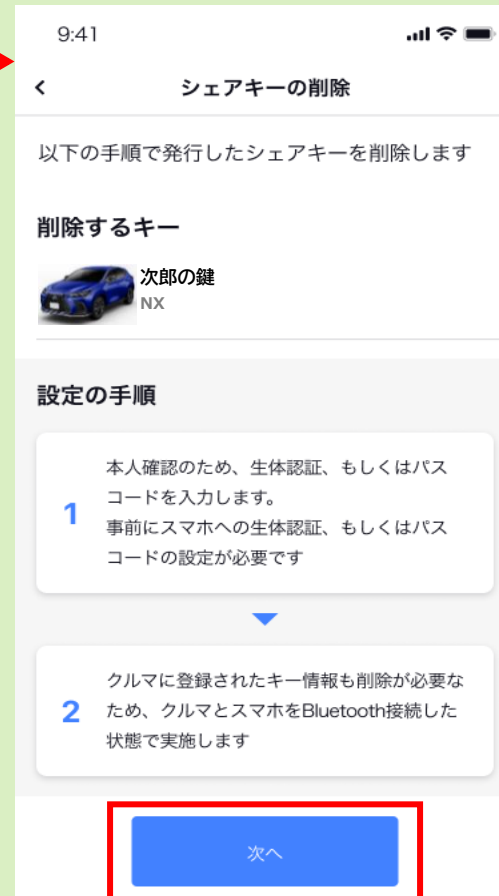 9:41
シェアキーの削除
以下の手順で発行したシェアキーを削除します
削除するキー
次郎の鍵
NX
設定の手順
1
本人確認のため、生体認証、もしくはパス
コードを入力します。
事前にスマホへの生体認証、もしくはパス
コードの設定が必要です
2
クルマに登録されたキー情報も削除が必要な
ため、クルマとスマホをBluetooth接続した
状態で実施します
次へ